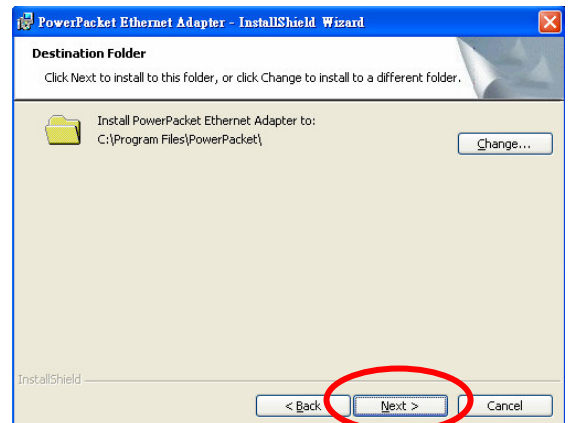 PowerPacket Ethernet Adapter - InstallShield Wizard
Destination Folder
Click Next to install to this folder, or click Change to install to a different folder.
Install PowerPacket Ethernet Adapter to:
C:\Program Files\PowerPacket\
Change...
InstallShield
< Back
Next >
Cancel